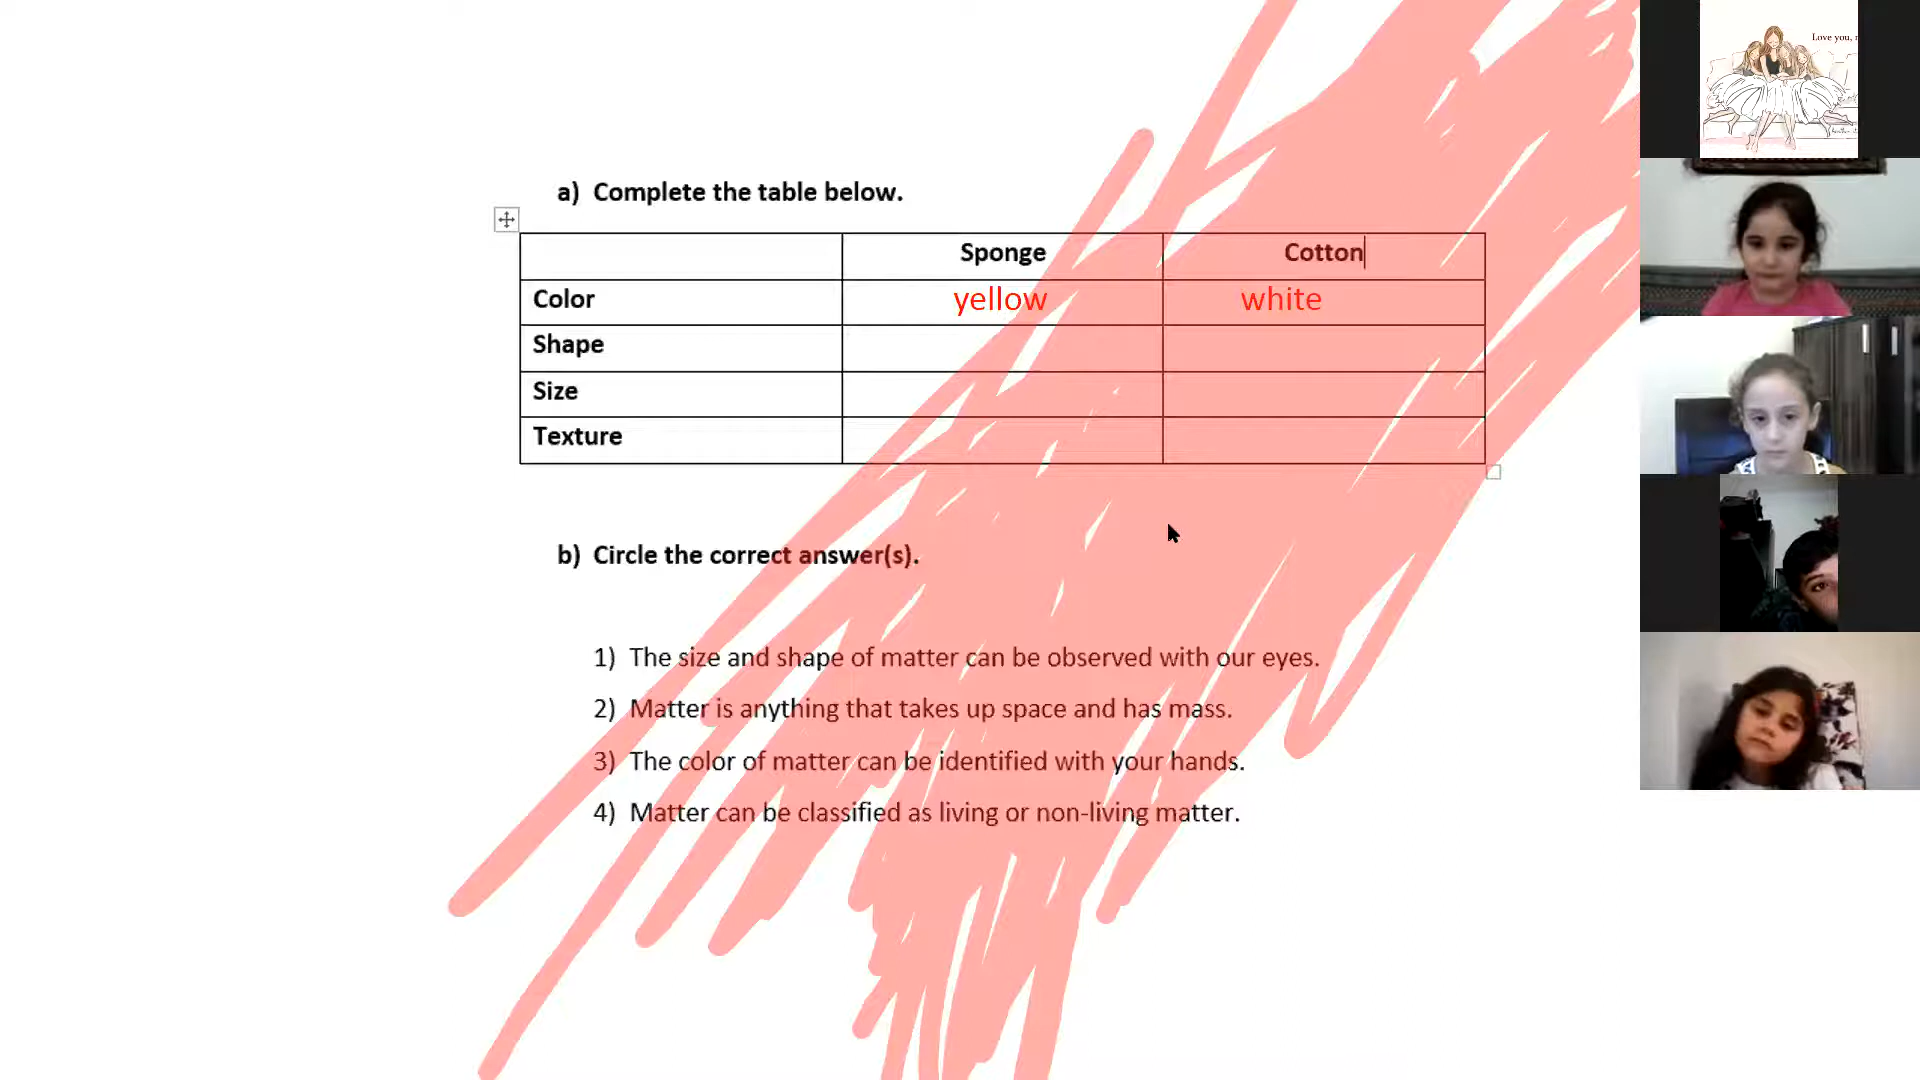 a) Complete the table below.
Sponge Cotton
Color yellow white
Shape
Size
Texture
b) Circle the correct answer(s).
1) The size and shape of matter can be observed with our eyes.
2) Matter is anything that takes up space and has mass.
3) The color of matter can be identified with your hands.
4) Matter can be classified as living or non-living matter.
Love you,